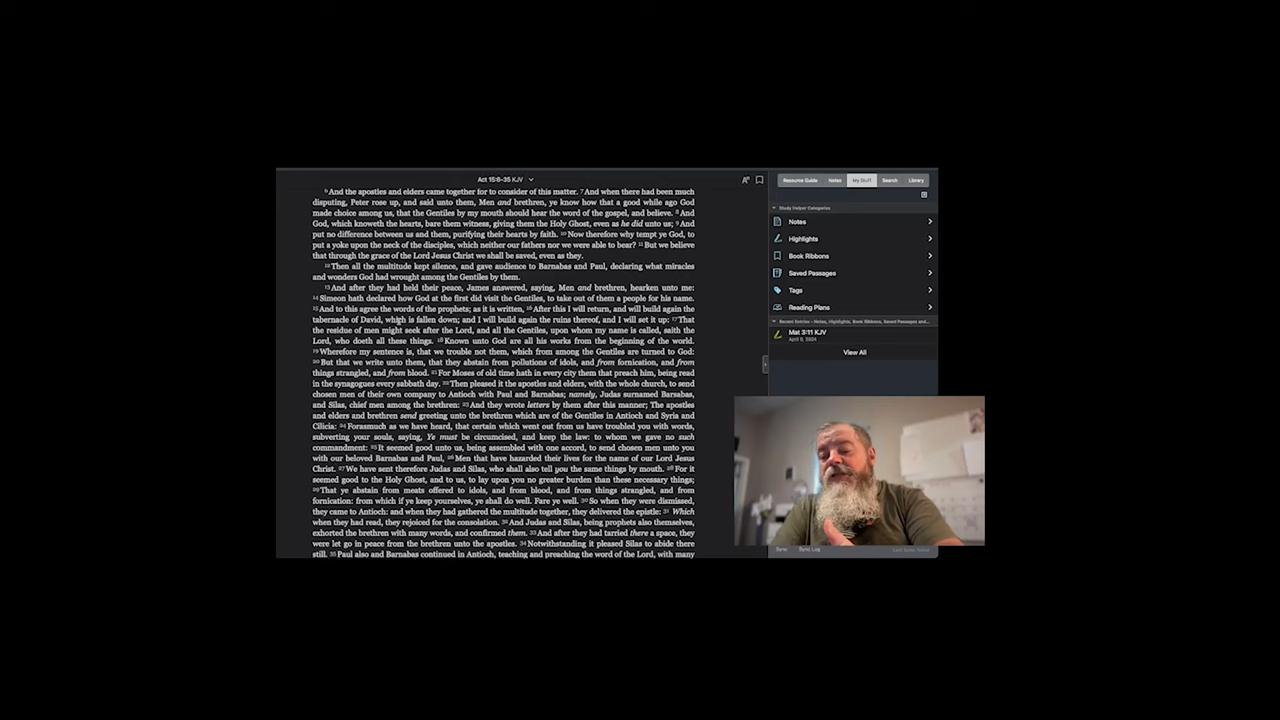 Act 15:6-35 KJV
6 And the apostles and elders came together for to consider of this matter. 7 And when there had been much
disputing, Peter rose up, and said unto them, Men and brethren, ye know how that a good while ago God
made choice among us, that the Gentiles by my mouth should hear the word of the gospel, and believe. 8 And
God, which knoweth the hearts, bare them witness, giving them the Holy Ghost, even as he did unto us; 9 And
put no difference between us and them, purifying their hearts by faith. 10 Now therefore why tempt ye God, to
put a yoke upon the neck of the disciples, which neither our fathers nor we were able to bear? 11 But we believe
that through the grace of the Lord Jesus Christ we shall be saved, even as they.
12 Then all the multitude kept silence, and gave audience to Barnabas and Paul, declaring what miracles
and wonders God had wrought among the Gentiles by them.
13 And after they had held their peace, James answered, saying, Men and brethren, hearken unto me:
14 Simeon hath declared how God at the first did visit the Gentiles, to take out of them a people for his name.
15 And to this agree the words of the prophets; as it is written, 16 After this I will return, and will build again the
tabernacle of David, which is fallen down; and I will build again the ruins thereof, and I will set it up: 17 That
the residue of men might seek after the Lord, and all the Gentiles, upon whom my name is called, saith the
Lord, who doeth all these things. 18 Known unto God are all his works from the beginning of the world.
19 Wherefore my sentence is, that we trouble not them, which from among the Gentiles are turned to God:
20 But that we write unto them, that they abstain from pollutions of idols, and from fornication, and from
things strangled, and from blood. 21 For Moses of old time hath in every city them that preach him, being read
in the synagogues every sabbath day. 22 Then pleased it the apostles and elders, with the whole church, to send
chosen men of their own company to Antioch with Paul and Barnabas; namely, Judas surnamed Barsabas,
and Silas, chief men among the brethren: 23 And they wrote letters by them after this manner; The apostles
and elders and brethren send greeting unto the brethren which are of the Gentiles in Antioch and Syria and
Cilicia: 24 Forasmuch as we have heard, that certain which went out from us have troubled you with words,
subverting your souls, saying, Ye must be circumcised, and keep the law: to whom we gave no such
commandment: 25 It seemed good unto us, being assembled with one accord, to send chosen men unto you
with our beloved Barnabas and Paul, 26 Men that have hazarded their lives for the name of our Lord Jesus
Christ. 27 We have sent therefore Judas and Silas, who shall also tell you the same things by mouth. 28 For it
seemed good to the Holy Ghost, and to us, to lay upon you no greater burden than these necessary things;
29 That ye abstain from meats offered to idols, and from blood, and from things strangled, and from
fornication: from which if ye keep yourselves, ye shall do well. Fare ye well. 30 So when they were dismissed,
they came to Antioch: and when they had gathered the multitude together, they delivered the epistle: 31 Which
when they had read, they rejoiced for the consolation. 32 And Judas and Silas, being prophets also themselves,
exhorted the brethren with many words, and confirmed them. 33 And after they had tarried there a space, they
were let go in peace from the brethren unto the apostles. 34 Notwithstanding it pleased Silas to abide there
still. 35 Paul also and Barnabas continued in Antioch, teaching and preaching the word of the Lord, with many
Resource Guide Notes My Stuff Search Library
Study Helper Categories
Notes
Highlights
Book Ribbons
Saved Passages
Tags
Reading Plans
Recent Entries - Notes, Highlights, Book Ribbons, Saved Passages and...
Mat 3:11 KJV
View All
Sync Sync Log